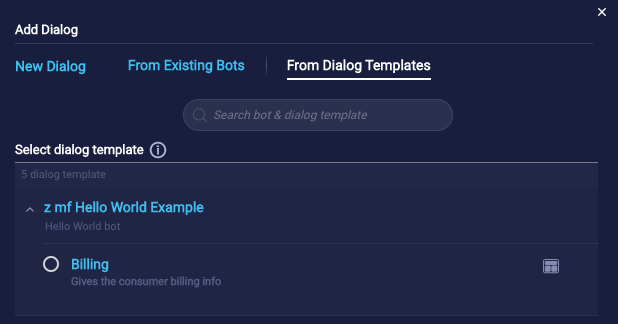 Add Dialog
New Dialog
From Existing Bots
From Dialog Templates
Search bot & dialog template
Select dialog template
5 dialog template
z mf Hello World Example
Hello World bot
Billing
Gives the consumer billing info